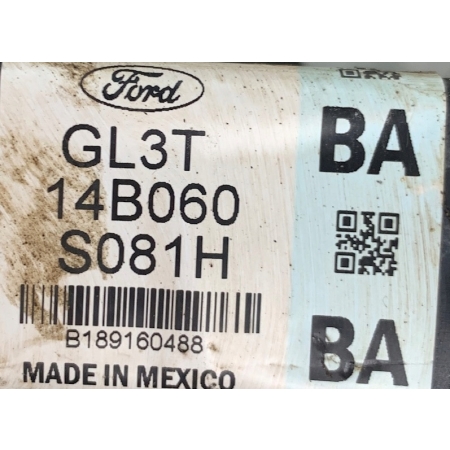 Ford
GL3T
14B060
S081H
B189160488
MADE IN MEXICO
BA
BA